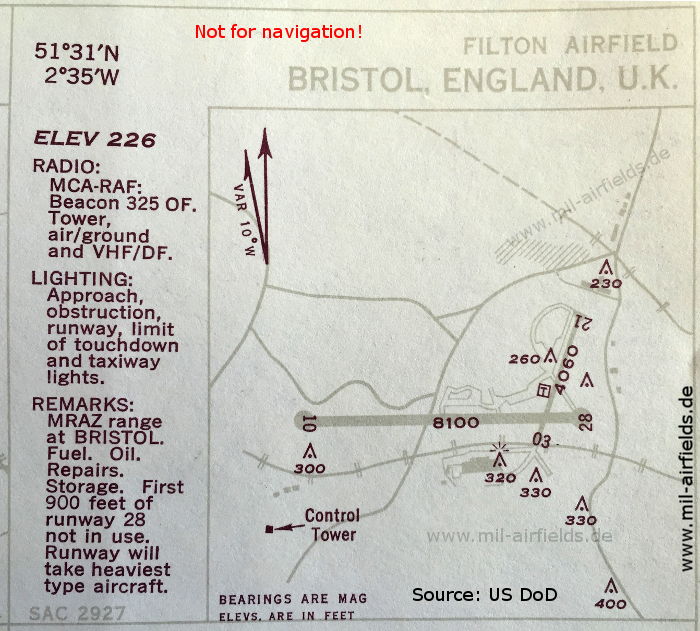 Not for navigation!
51°31'N
2°35'W
FILTON AIRFIELD
BRISTOL, ENGLAND, U.K.
ELEV 226
RADIO:
MCA-RAF:
Beacon 325 OF.
Tower,
air/ground
and VHF/DF.
LIGHTING:
Approach,
obstruction,
runway, limit
of touchdown
and taxiway
lights.
REMARKS:
MRAZ range
at BRISTOL.
Fuel. Oil.
Repairs.
Storage. First
900 feet of
runway 28
not in use.
Runway will
take heaviest
type aircraft.
SAC 2927
VAR 10°W
www.mil-airfields.de
230
21
260
4060
10
8100
28
03
300
320
330
330
Control
Tower
www.mil-airfields.de
400
BEARINGS ARE MAG
ELEVS. ARE IN FEET
Source: US DoD
www.mil-airfields.de